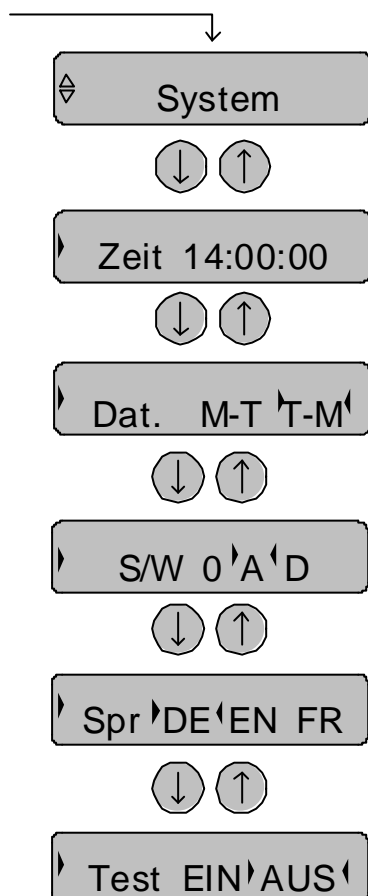 System
Zeit 14:00:00
Dat. M-T T-M
S/W 0 A D
Spr DE EN FR
Test EIN AUS